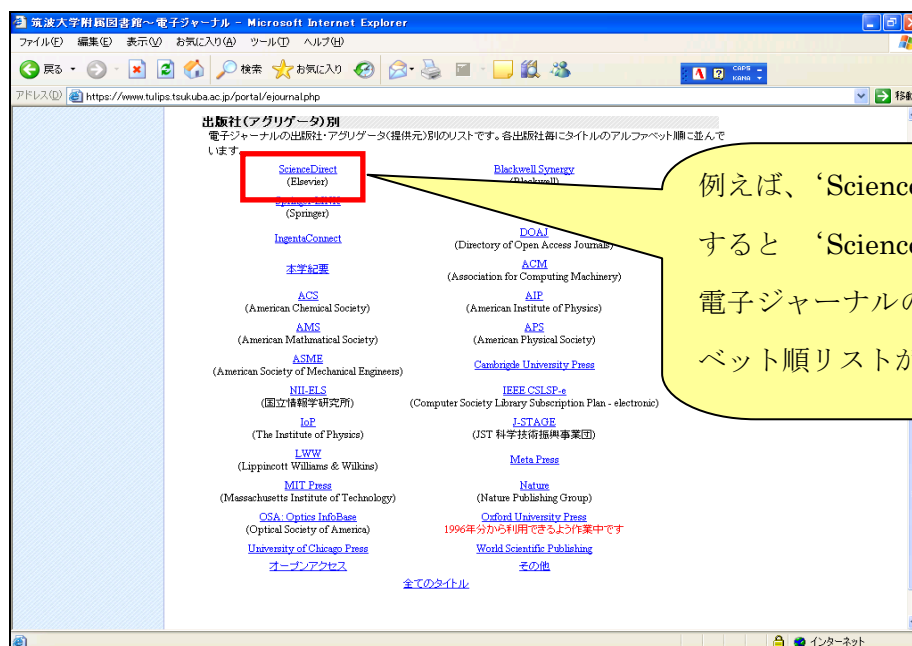 筑波大学附属図書館～電子ジャーナル - Microsoft Internet Explorer
ファイル(F) 編集(E) 表示(V) お気に入り(A) ツール(T) ヘルプ(H)
戻る 検索 お気に入り CAPS KANA
アドレス(D) https://www.tulips.tsukuba.ac.jp/portal/ejournal.php 移動
出版社(アグリゲータ)別
電子ジャーナルの出版社・アグリゲータ(提供元)別のリストです。各出版社毎にタイトルのアルファベット順に並んで
います。
ScienceDirect Blackwell Synergy
(Elsevier) (Blackwell)
Springer LINK
(Springer)
IngentaConnect DOAJ
(Directory of Open Access Journals)
本学紀要 ACM
(Association for Computing Machinery)
ACS AIP
(American Chemical Society) (American Institute of Physics)
AMS APS
(American Mathmatical Society) (American Physical Society)
ASME Cambrigde University Press
(American Society of Mechanical Engineers)
NII-ELS IEEE CSLSP-e
(国立情報学研究所) (Computer Society Library Subscription Plan - electronic)
IoP J-STAGE
(The Institute of Physics) (JST 科学技術振興事業団)
LWW Meta Press
(Lippincott Williams & Wilkins)
MIT Press Nature
(Massachusetts Institute of Technology) (Nature Publishing Group)
OSA: Optics InfoBase Oxford University Press
(Optical Society of America) 1996年分から利用できるよう作業中です
University of Chicago Press World Scientific Publishing
オープンアクセス その他
全てのタイトル
例えば、‘Science
すると ‘Science
電子ジャーナルの
ベット順リストが
インターネット